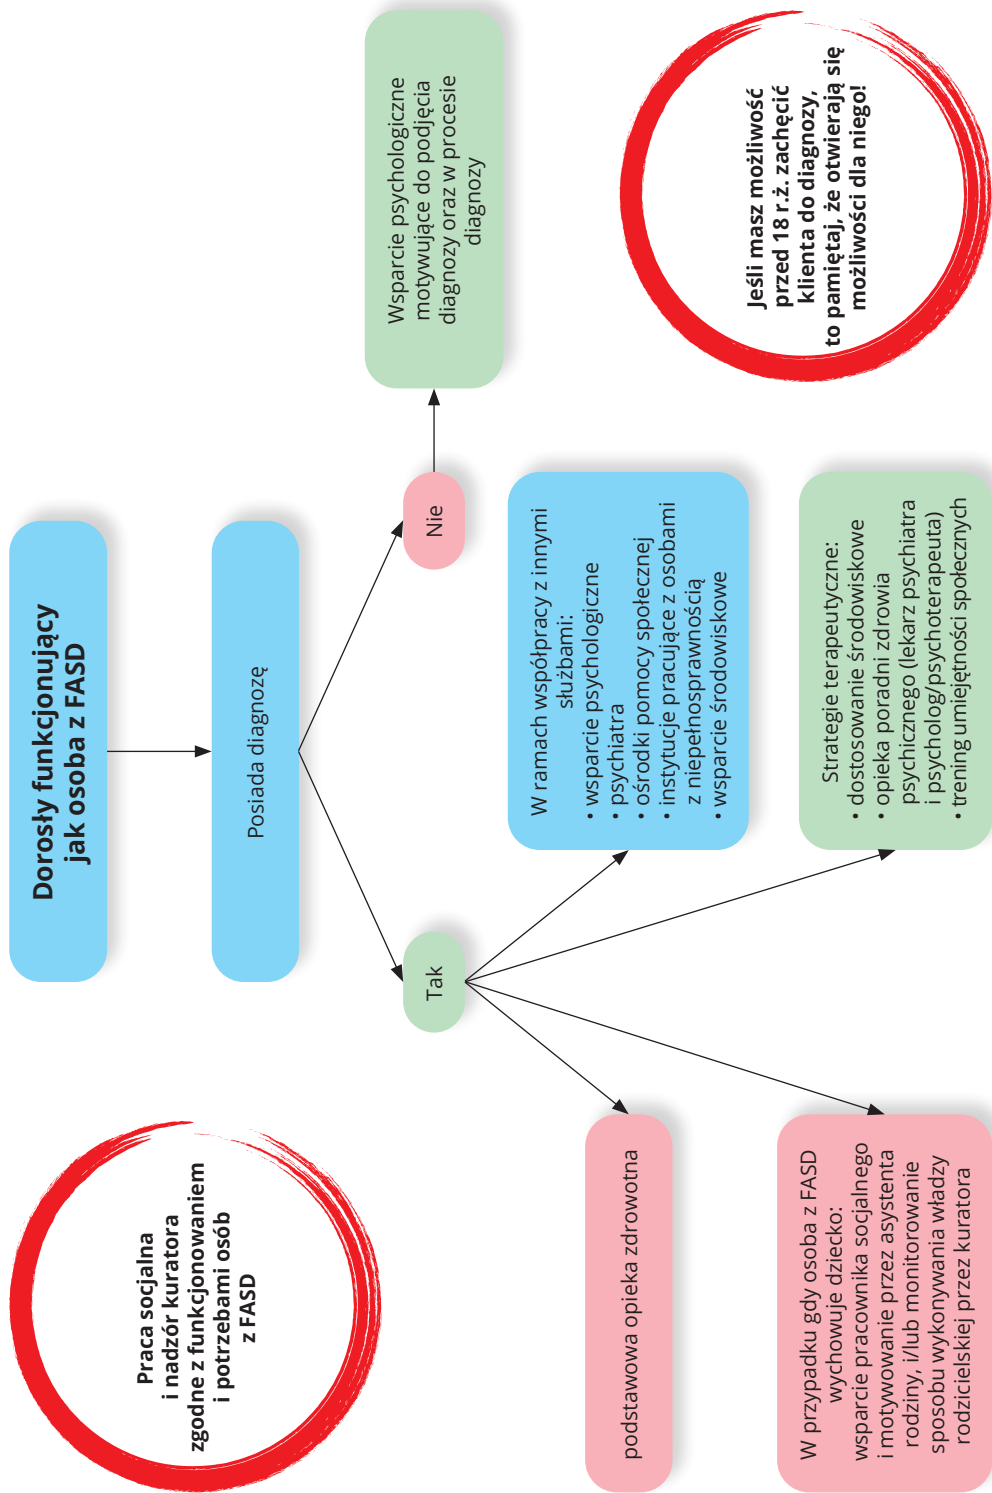 Dorosły funkcjonujący
jak osoba z FASD
Praca socjalna
i nadzór kuratora
zgodne z funkcjonowaniem
i potrzebami osób
z FASD
Posiada diagnozę
Tak
Nie
Wsparcie psychologiczne
motywujące do podjęcia
diagnozy oraz w procesie
diagnozy
podstawowa opieka zdrowotna
W ramach współpracy z innymi
służbami:
• wsparcie psychologiczne
• psychiatra
• ośrodki pomocy społecznej
• instytucje pracujące z osobami
z niepełnosprawnością
• wsparcie środowiskowe
W przypadku gdy osoba z FASD
wychowuje dziecko:
wsparcie pracownika socjalnego
i motywowanie przez asystenta
rodziny, i/lub monitorowanie
sposobu wykonywania władzy
rodzicielskiej przez kuratora
Strategie terapeutyczne:
• dostosowanie środowiskowe
• opieka poradni zdrowia
psychicznego (lekarz psychiatra
i psycholog/psychoterapeuta)
• trening umiejętności społecznych
Jeśli masz możliwość
przed 18 r.ż. zachęcić
klienta do diagnozy,
to pamiętaj, że otwierają się
możliwości dla niego!